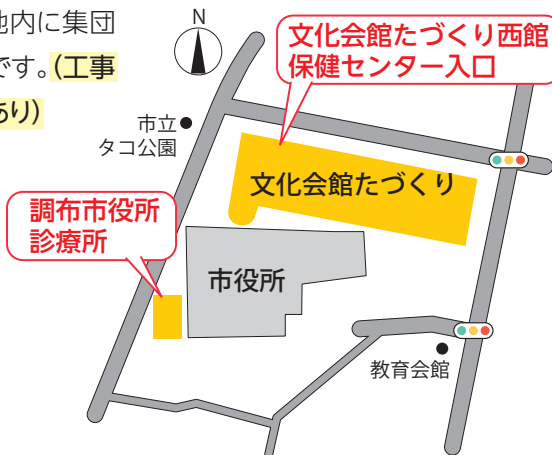 地内に集団
です。(工事
あり)
N
文化会館たづくり西館
保健センター入口
市立
タコ公園
文化会館たづくり
調布市役所
診療所
市役所
教育会館